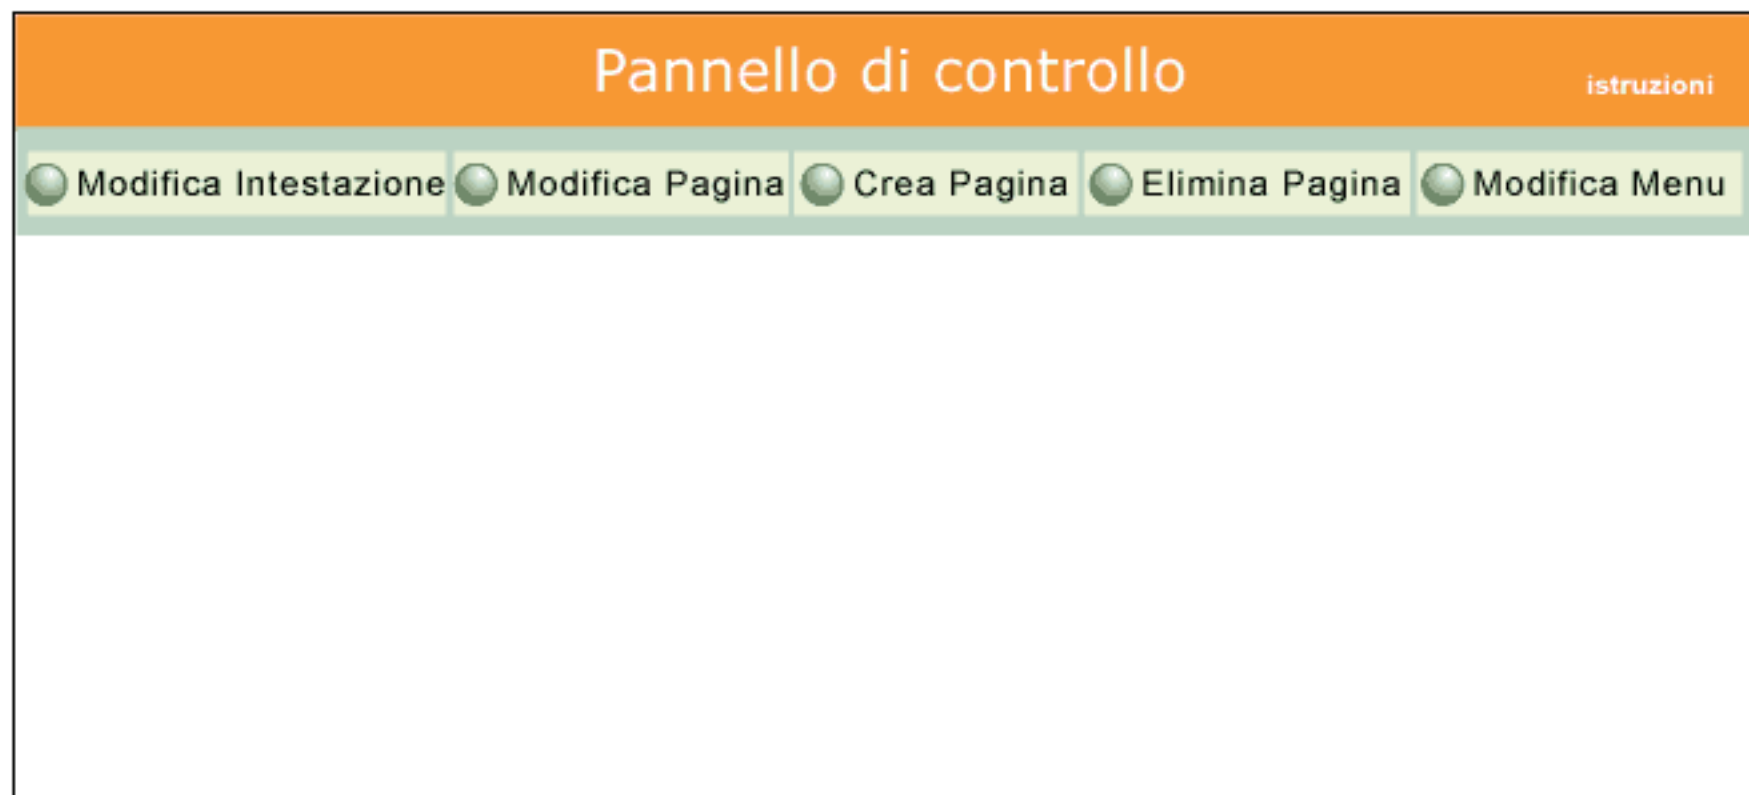 Pannello di controllo
istruzioni
Modifica Intestazione Modifica Pagina Crea Pagina Elimina Pagina Modifica Menu